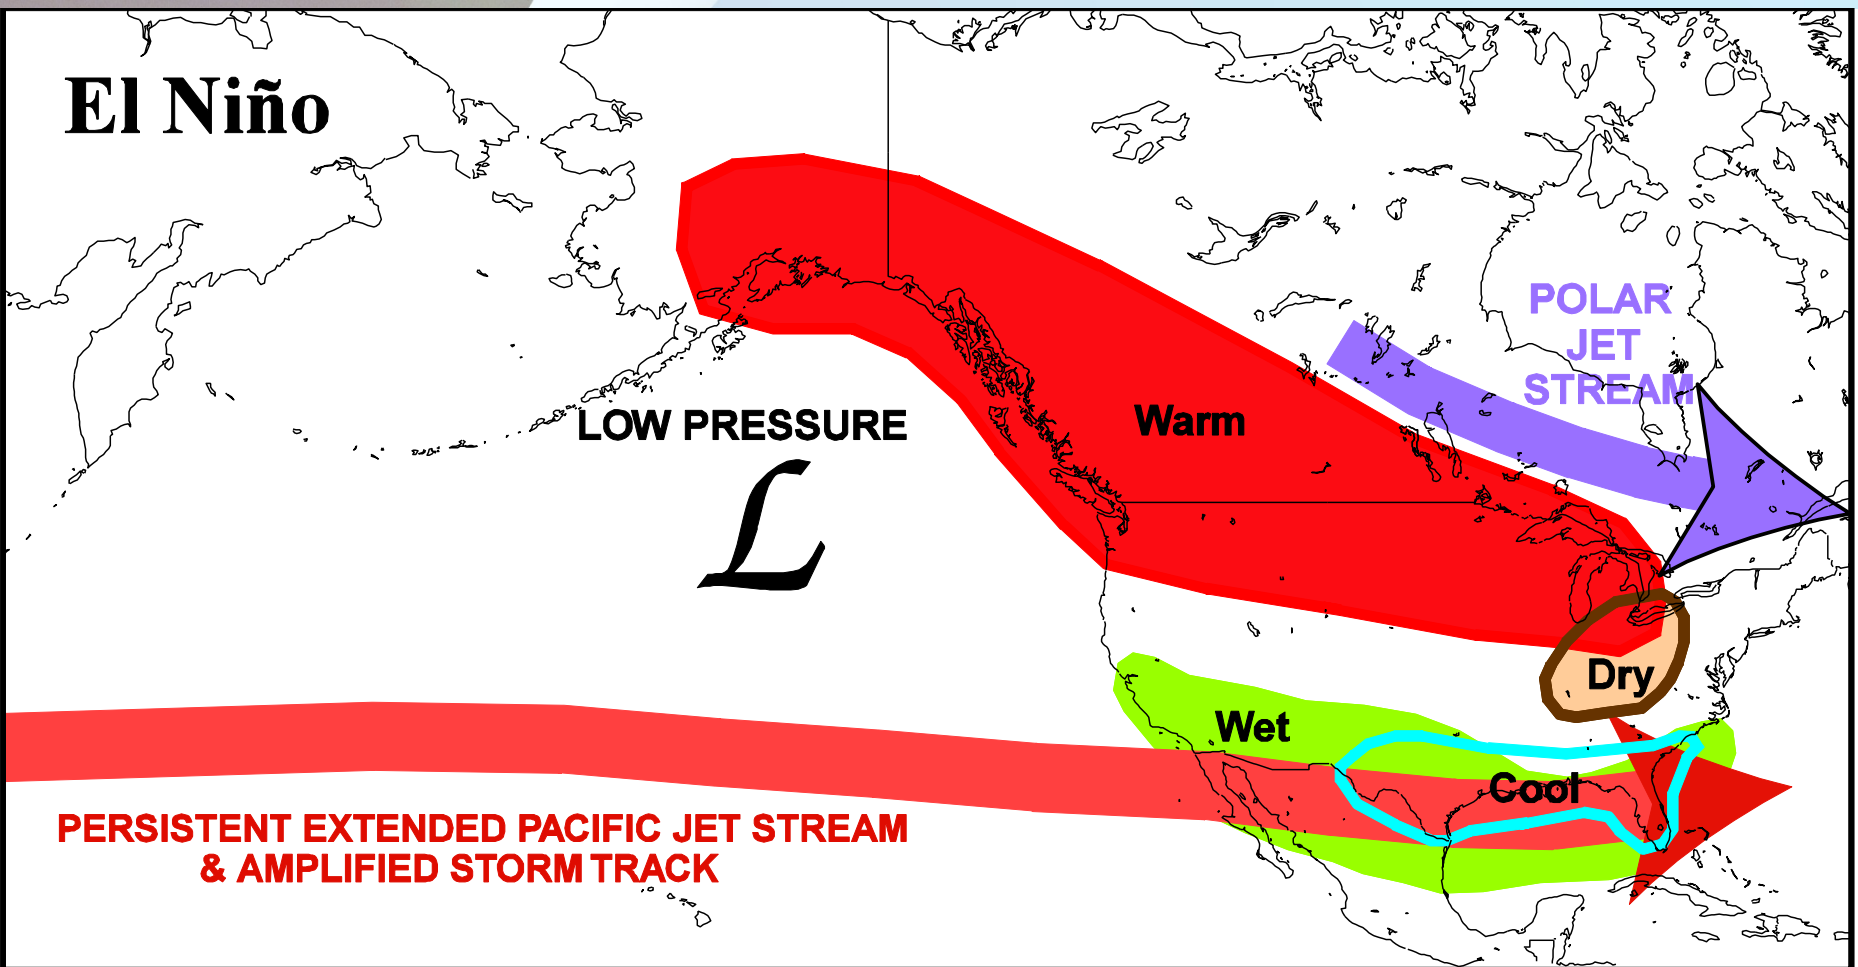 El Niño
POLAR
JET
STREAM
LOW PRESSURE
L
Warm
Dry
Wet
Cool
PERSISTENT EXTENDED PACIFIC JET STREAM
& AMPLIFIED STORM TRACK